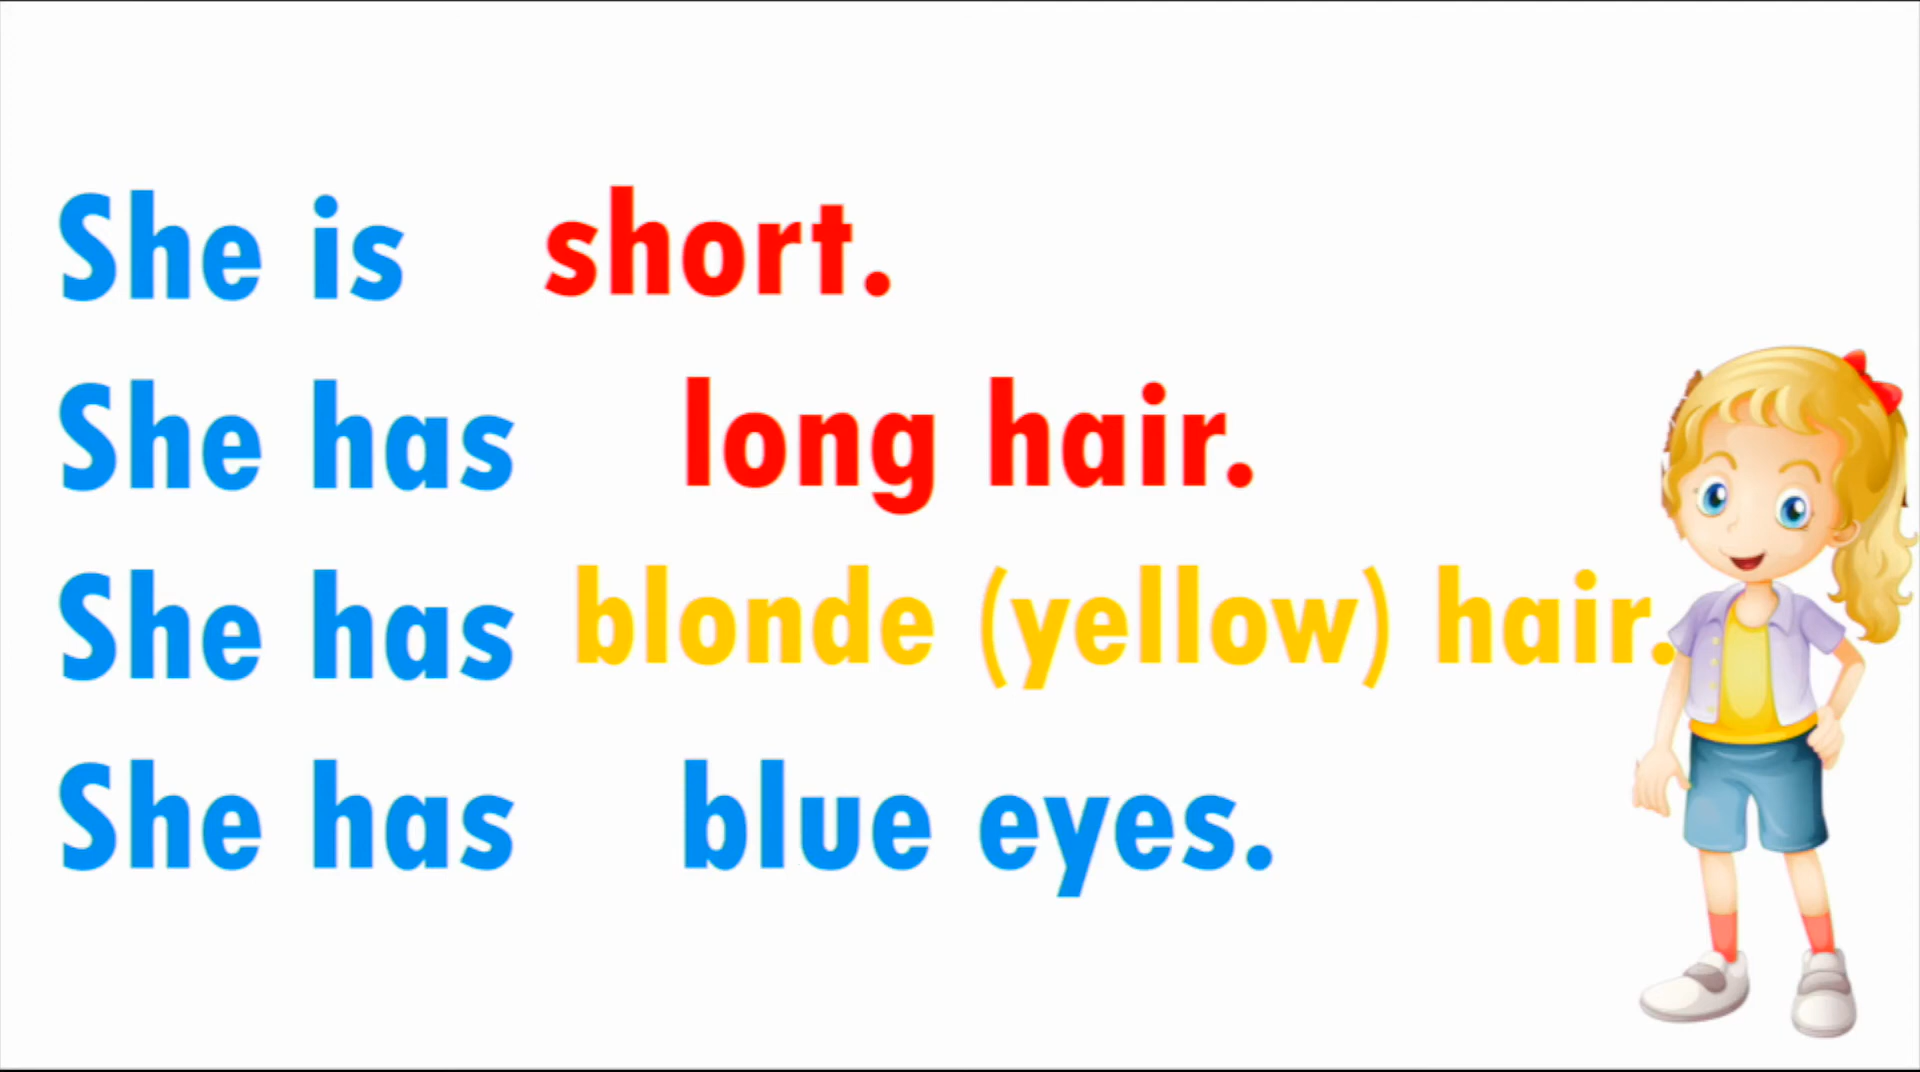 She is short.
She has long hair.
She has blonde (yellow) hair.
She has blue eyes.